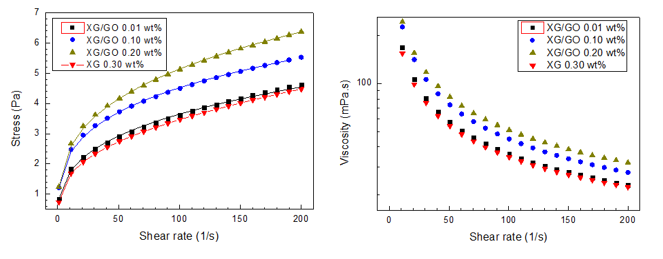 7
6
5
4
3
2
1
0
50
100
150
200
Stress (Pa)
Shear rate (1/s)
XG/GO 0.01 wt%
XG/GO 0.10 wt%
XG/GO 0.20 wt%
XG 0.30 wt%
100
0
50
100
150
200
Viscosity (mPa.s)
Shear rate (1/s)
XG/GO 0.01 wt%
XG/GO 0.10 wt%
XG/GO 0.20 wt%
XG 0.30 wt%